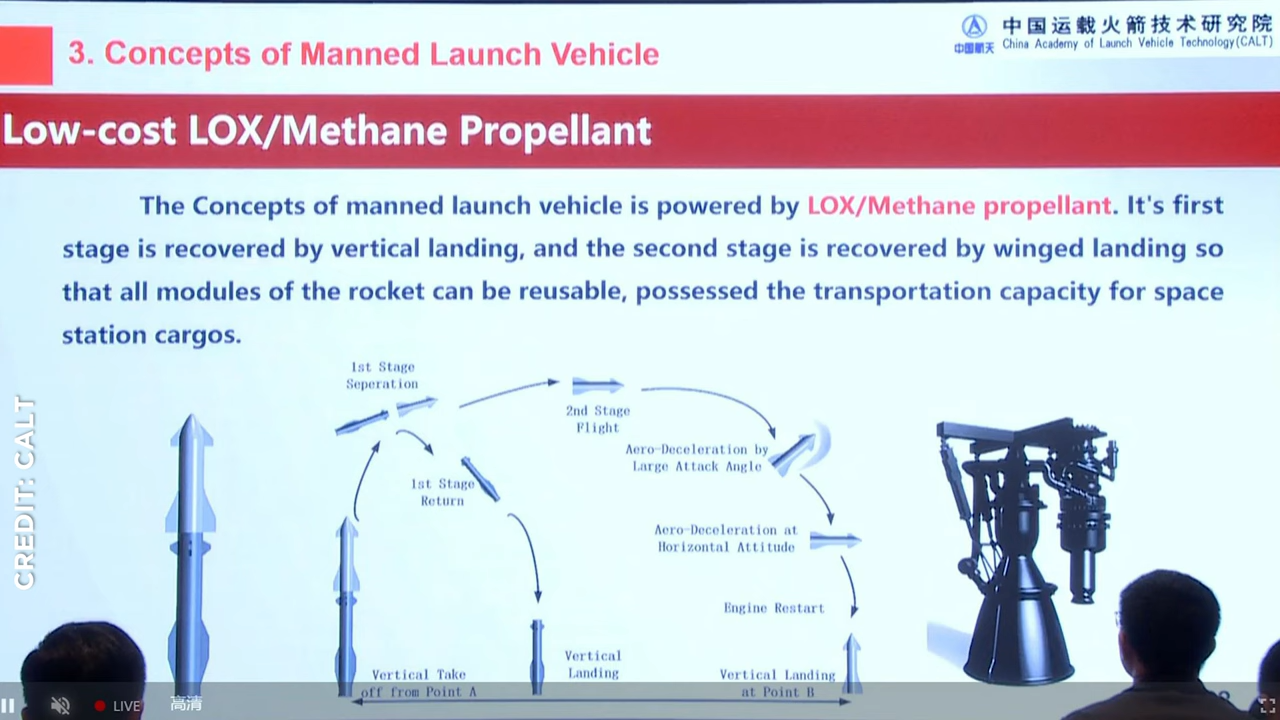 3. Concepts of Manned Launch Vehicle
中国航天
中国运载火箭技术研究院
China Academy of Launch Vehicle Technology(CALT)
Low-cost LOX/Methane Propellant
The Concepts of manned launch vehicle is powered by LOX/Methane propellant. It's first
stage is recovered by vertical landing, and the second stage is recovered by winged landing so
that all modules of the rocket can be reusable, possessed the transportation capacity for space
station cargos.
1st Stage
Seperation
2nd Stage
Flight
Aero-Deceleration by
Large Attack Angle
1st Stage
Return
Aero-Deceleration at
Horizontal Attitude
Engine Restart
Vertical
Landing
Vertical Take
off from Point A
Vertical Landing
at Point B
CREDIT: CALT
LIVE
高清